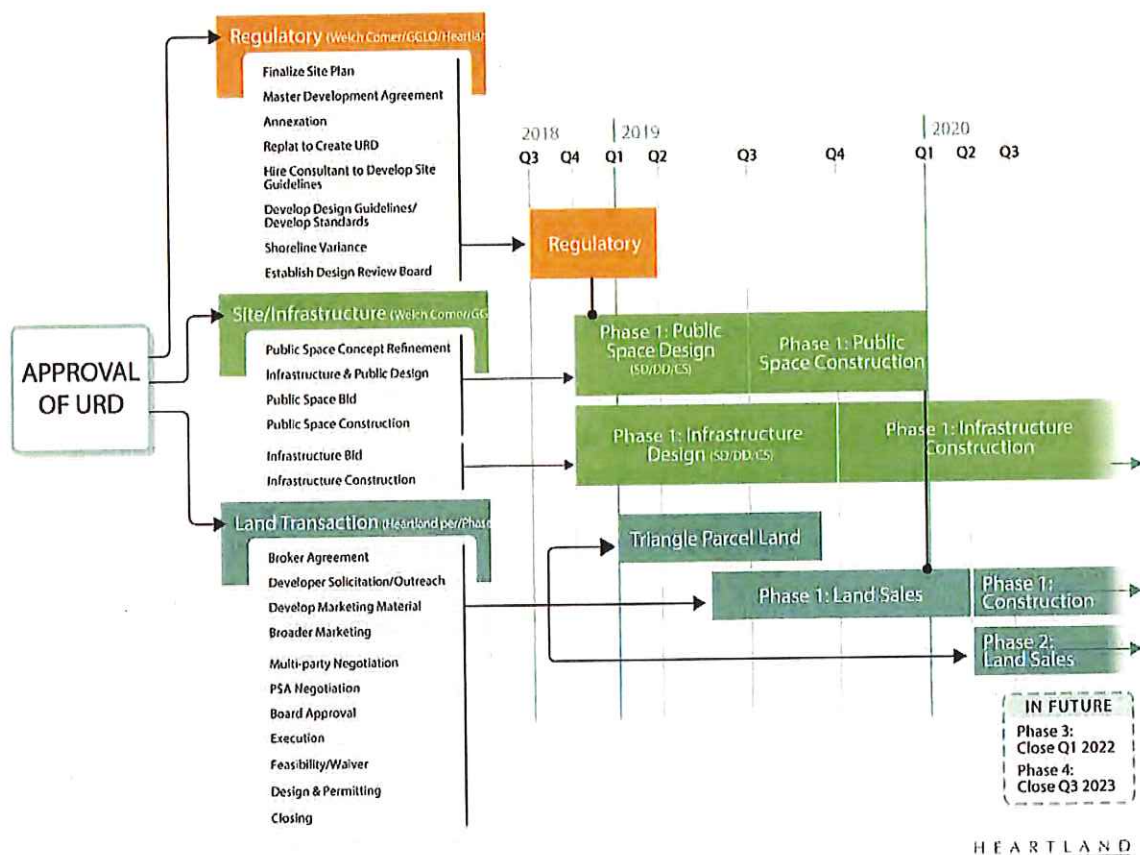 APPROVAL
OF URD
Regulatory (Welch Comer/GGLO/Heartlan
Finalize Site Plan
Master Development Agreement
Annexation
Replat to Create URD
Hire Consultant to Develop Site
Guidelines
Develop Design Guidelines/
Develop Standards
Shoreline Variance
Establish Design Review Board
Site/Infrastructure (Welch Comer/GG
Public Space Concept Refinement
Infrastructure & Public Design
Public Space Bid
Public Space Construction
Infrastructure Bid
Infrastructure Construction
Land Transaction (Heartland per/Phase
Broker Agreement
Developer Solicitation/Outreach
Develop Marketing Material
Broader Marketing
Multi-party Negotiation
PSA Negotiation
Board Approval
Execution
Feasibility/Waiver
Design & Permitting
Closing
2018 2019 2020
Q3 Q4 Q1 Q2 Q3 Q4 Q1 Q2 Q3
Regulatory
Phase 1: Public
Space Design
(SD/DD/CS)
Phase 1: Public
Space Construction
Phase 1: Infrastructure
Design (SD/DD/CS)
Phase 1: Infrastructure
Construction
Triangle Parcel Land
Phase 1: Land Sales
Phase 1:
Construction
Phase 2:
Land Sales
IN FUTURE
Phase 3:
Close Q1 2022
Phase 4:
Close Q3 2023
HEARTLAND